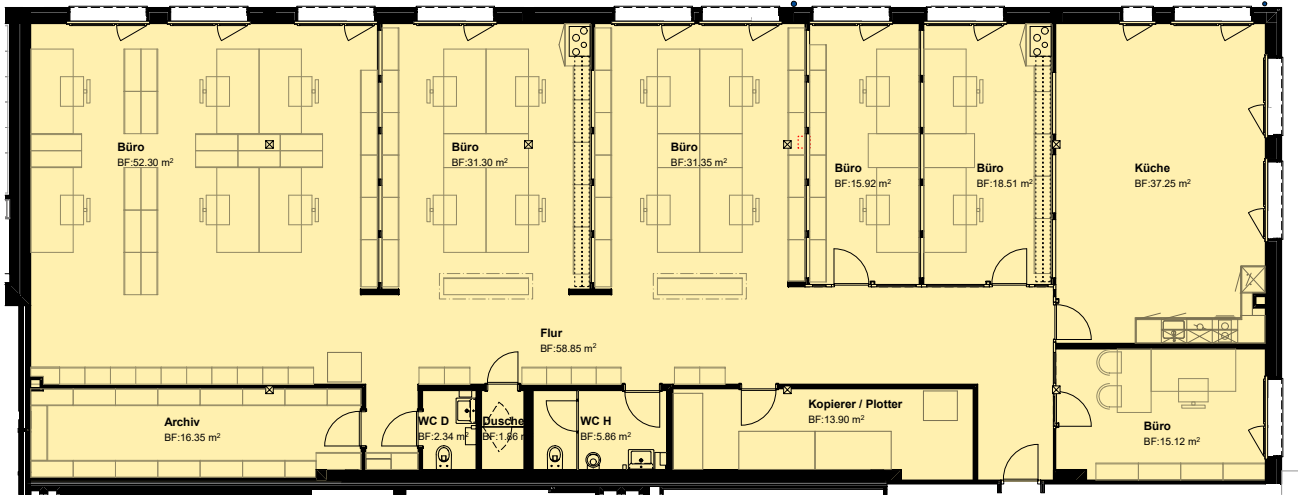 Büro
BF:52.30 m²
Büro
BF:31.30 m²
Büro
BF:31.35 m²
Büro
BF:15.92 m²
Büro
BF:18.51 m²
Küche
BF:37.25 m²
Flur
BF:58.85 m²
Archiv
BF:16.35 m²
WC D
BF:2.34 m²
Dusche
BF:1.86 m
WC H
BF:5.86 m²
Kopierer / Plotter
BF:13.90 m²
Büro
BF:15.12 m²